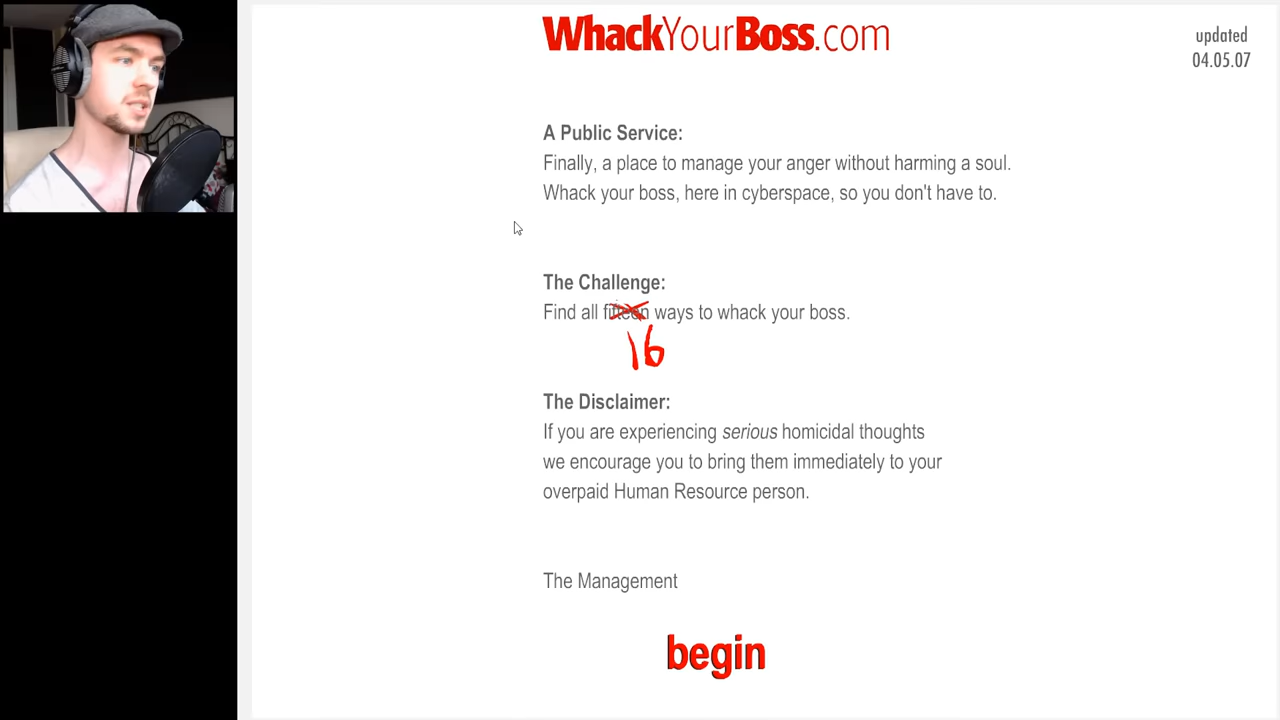 WhackYourBoss.com
updated
04.05.07
A Public Service:
Finally, a place to manage your anger without harming a soul.
Whack your boss, here in cyberspace, so you don't have to.
The Challenge:
Find all fifteen ways to whack your boss.
16
The Disclaimer:
If you are experiencing serious homicidal thoughts
we encourage you to bring them immediately to your
overpaid Human Resource person.
The Management
begin